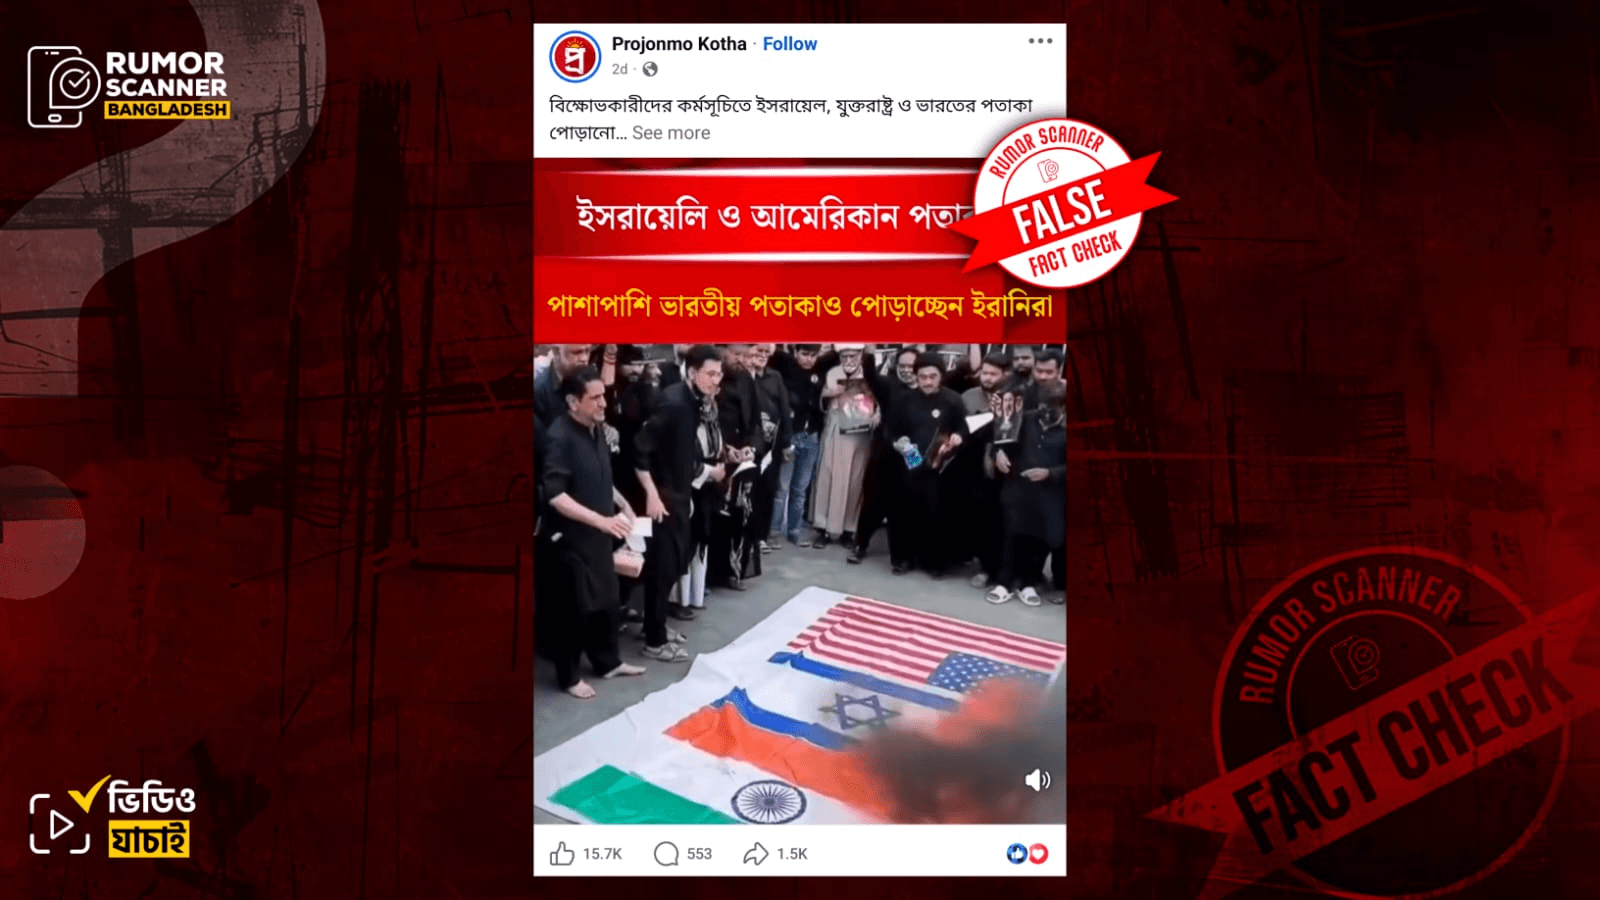 RUMOR
SCANNER
BANGLADESH
Projonmo Kotha · Follow
2d ·
বিক্ষোভকারীদের কর্মসূচিতে ইসরায়েল, যুক্তরাষ্ট্র ও ভারতের পতাকা
পোড়ানো... See more
RUMOR SCANNER
FALSE
FACT CHECK
ইসরায়েলি ও আমেরিকান
পাশাপাশি ভারতীয় পতাকাও পোড়াচ্ছেন ইরানিরা
RUMOR SCANNER
FACT CHECK
ভিডিও
যাচাই
15.7K 553 1.5K